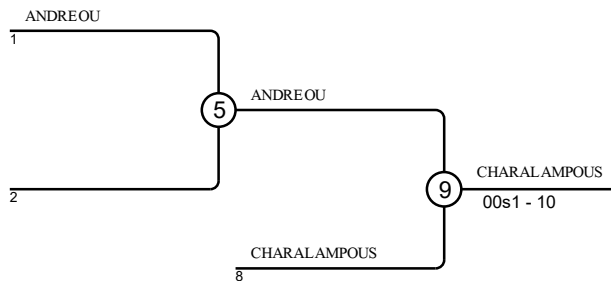 ANDREOU
1
5
ANDREOU
2
CHARALAMPOUS
9
00s1 - 10
CHARALAMPOUS
8